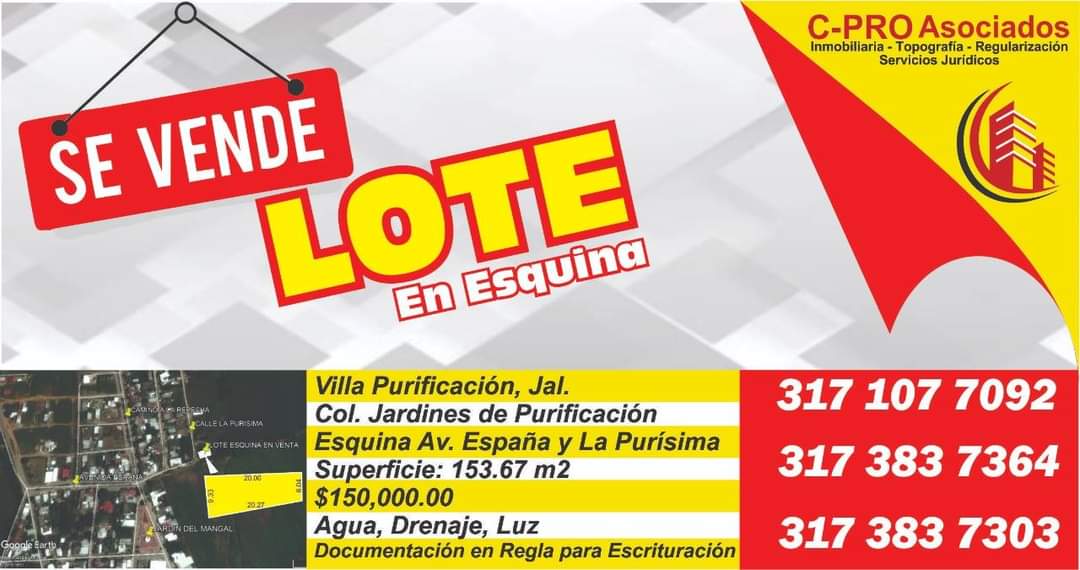 C-PRO Asociados
Inmobiliaria - Topografía - Regularización
Servicios Jurídicos
SE VENDE
LOTE
En Esquina
Villa Purificación, Jal.
Col. Jardines de Purificación
Esquina Av. España y La Purísima
Superficie: 153.67 m2
$150,000.00
Agua, Drenaje, Luz
Documentación en Regla para Escrituración
317 107 7092
317 383 7364
317 383 7303
CALLE LA PURISIMA
LOTE ESQUINA EN VENTA
20.00
9.33
20.27
JARDIN DEL MANGAL
Google Earth